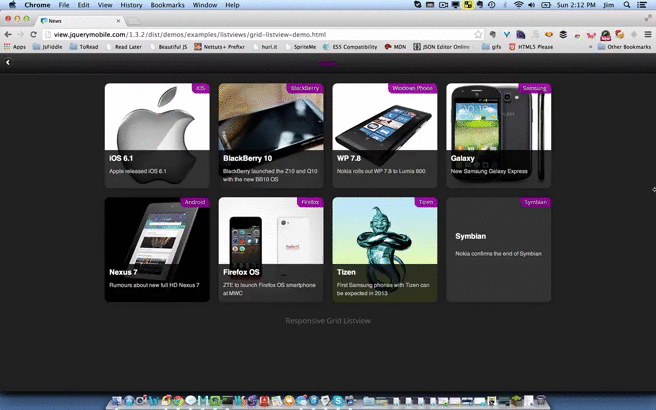 Chrome File Edit View History Bookmarks Window Help
Sun 2:12 PM Jim
News
view.jquerymobile.com/1.3.2/dist/demos/examples/listviews/grid-listview-demo.html
Apps JsFiddle ToRead Read Later Beautiful JS Nettuts+ Prefixr hurl.it SpriteMe ES5 Compatibility MDN JSON Editor Online gifs HTML5 Please » Other Bookmarks
iOS
BlackBerry
Windows Phone
Samsung
iOS 6.1
BlackBerry 10
WP 7.8
Galaxy
Apple released iOS 6.1
BlackBerry launched the Z10 and Q10
with the new BB10 OS
Nokia rolls out WP 7.8 to Lumia 800
New Samsung Galaxy Express
Android
Firefox
Tizen
Symbian
Nexus 7
Firefox OS
Tizen
Symbian
Rumours about new full HD Nexus 7
ZTE to launch Firefox OS smartphone
at MWC
First Samsung phones with Tizen can
be expected in 2013
Nokia confirms the end of Symbian
Responsive Grid Listview